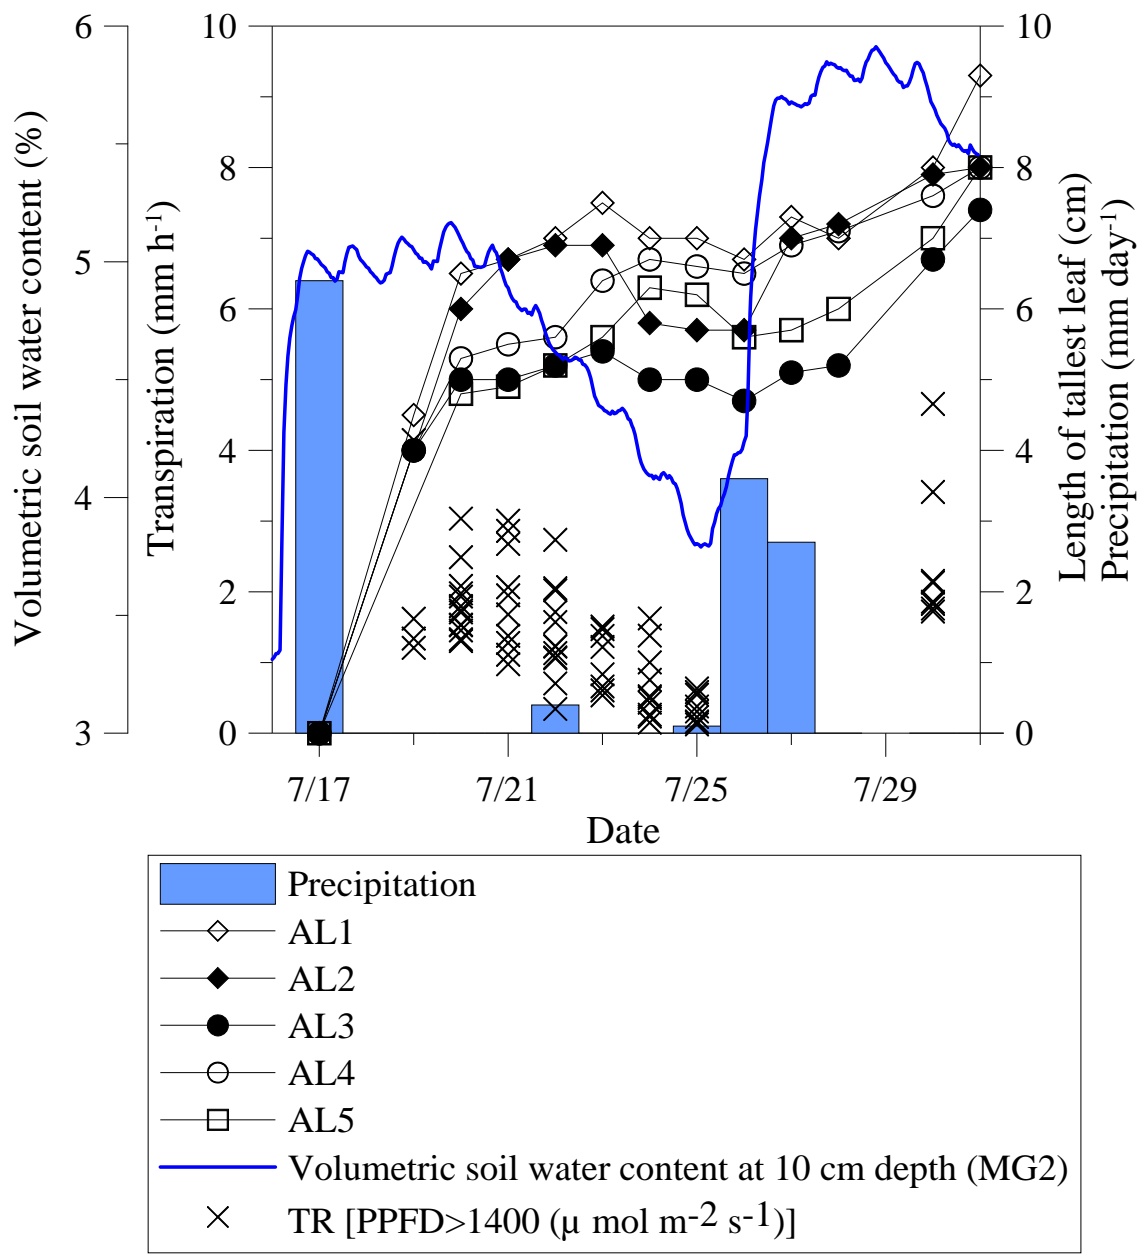 Volumetric soil water content (%)
6
5
4
3
Transpiration (mm h-1)
10
8
6
4
2
0
10
8
6
4
2
0
Length of tallest leaf (cm)
Precipitation (mm day-1)
7/17 7/21 7/25 7/29
Date
Precipitation
AL1
AL2
AL3
AL4
AL5
Volumetric soil water content at 10 cm depth (MG2)
TR [PPFD>1400 (μ mol m-2 s-1)]